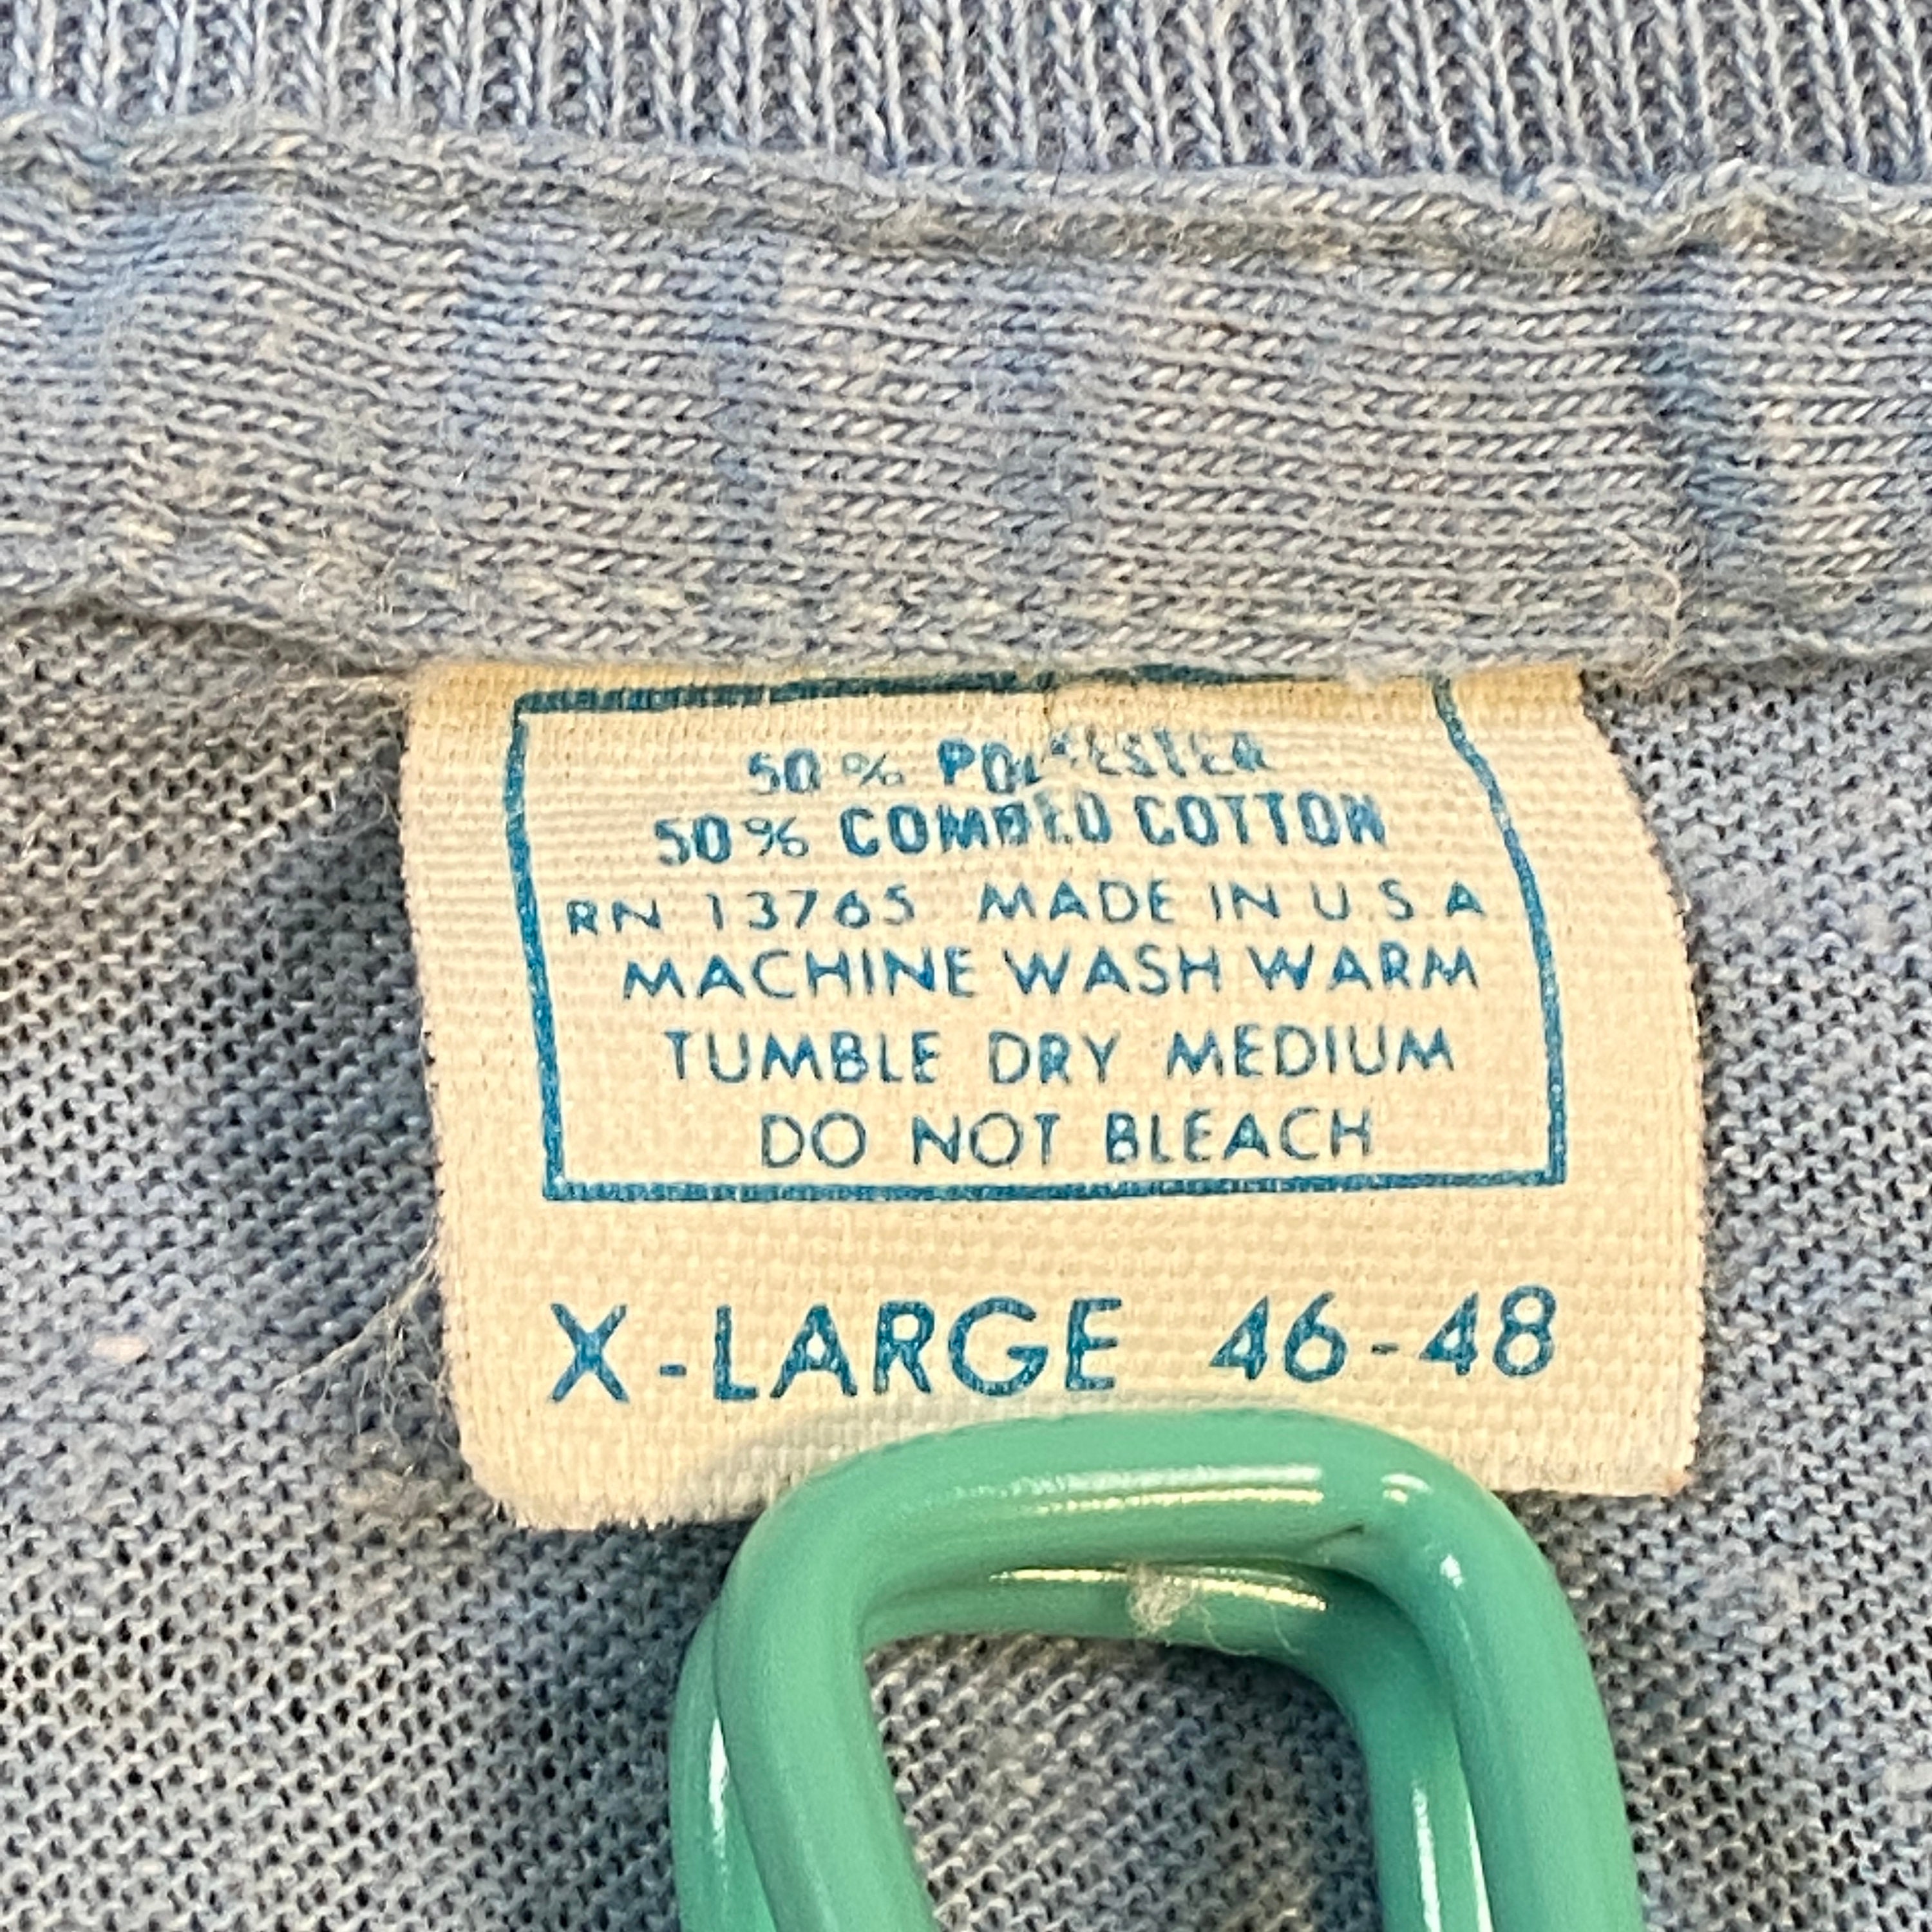 50% POLYESTER
50% COMBED COTTON
RN 13765 MADE IN U.S.A
MACHINE WASH WARM
TUMBLE DRY MEDIUM
DO NOT BLEACH
X-LARGE 46-48